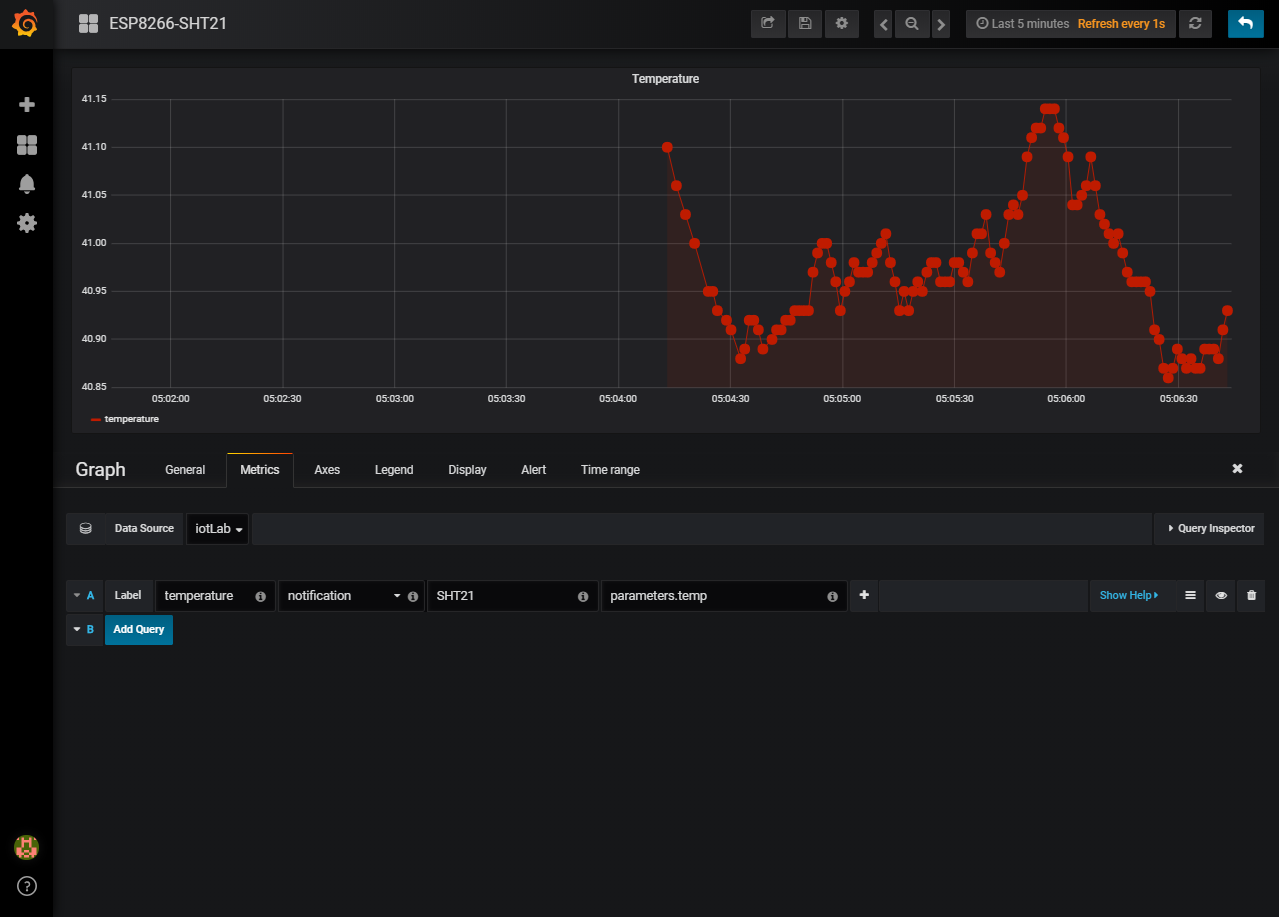 ESP8266-SHT21
Last 5 minutes Refresh every 1s
Temperature
41.15
41.10
41.05
41.00
40.95
40.90
40.85
05:02:00 05:02:30 05:03:00 05:03:30 05:04:00 05:04:30 05:05:00 05:05:30 05:06:00 05:06:30
temperature
Graph General Metrics Axes Legend Display Alert Time range
Data Source iotLab Query Inspector
A Label temperature notification SHT21 parameters.temp Show Help
B Add Query